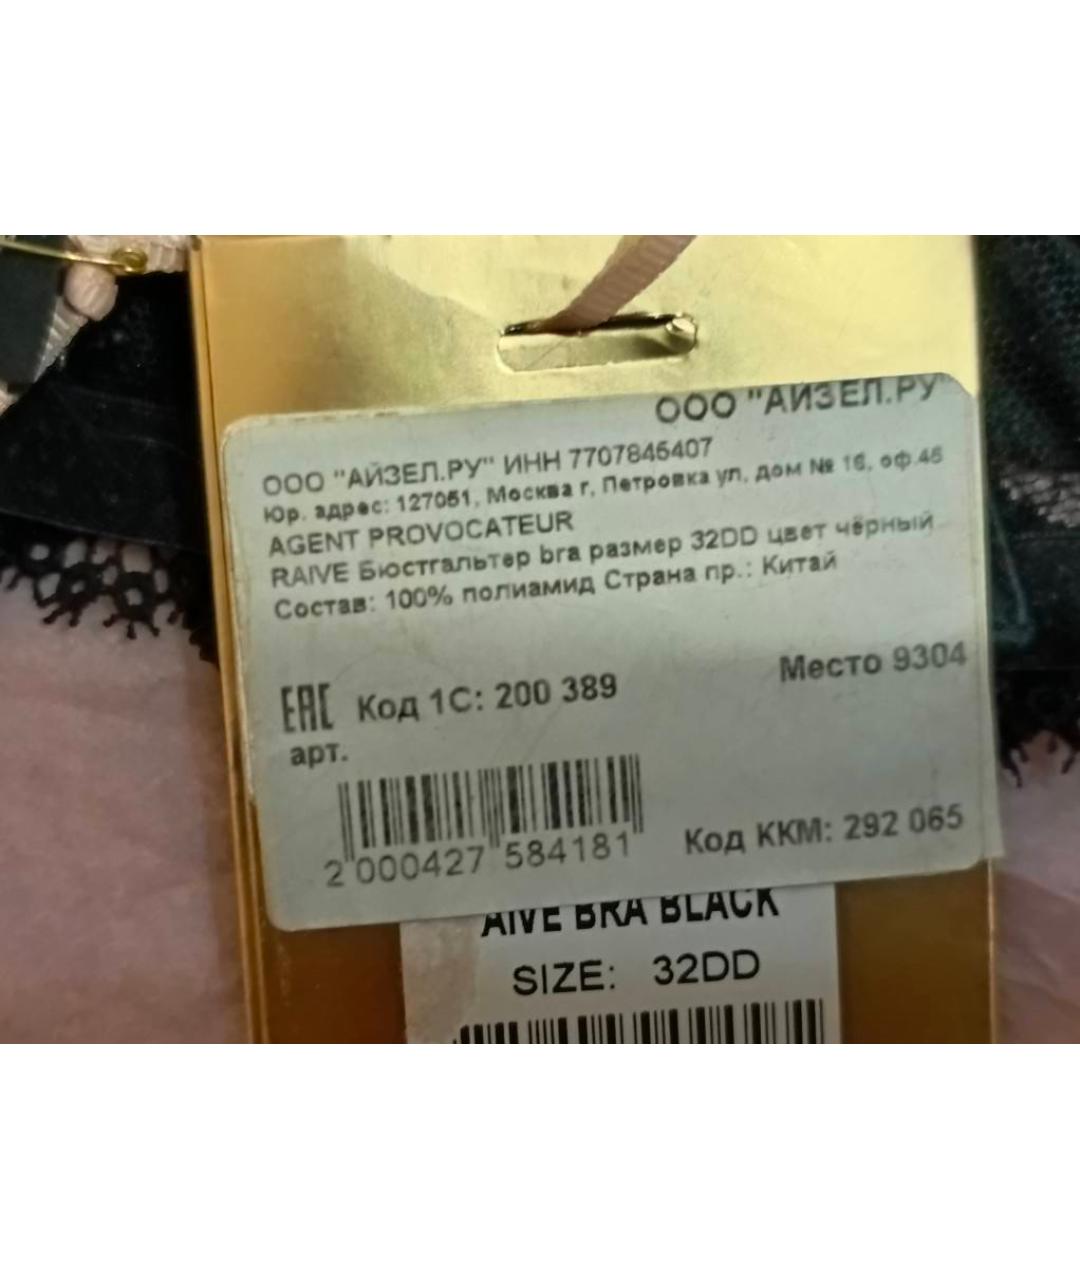 ООО "АЙЗЕЛ.РУ"
ООО "АЙЗЕЛ.РУ" ИНН 7707845407
Юр. адрес: 127051, Москва г, Петровка ул, дом № 16, оф.45
AGENT PROVOCATEUR
RAIVE Бюстгальтер bra размер 32DD цвет чёрный
Состав: 100% полиамид Страна пр.: Китай
Место 9304
EAC Код 1С: 200 389
арт.
2 000427 584181
Код ККМ: 292 065
AIVE BRA BLACK
SIZE: 32DD